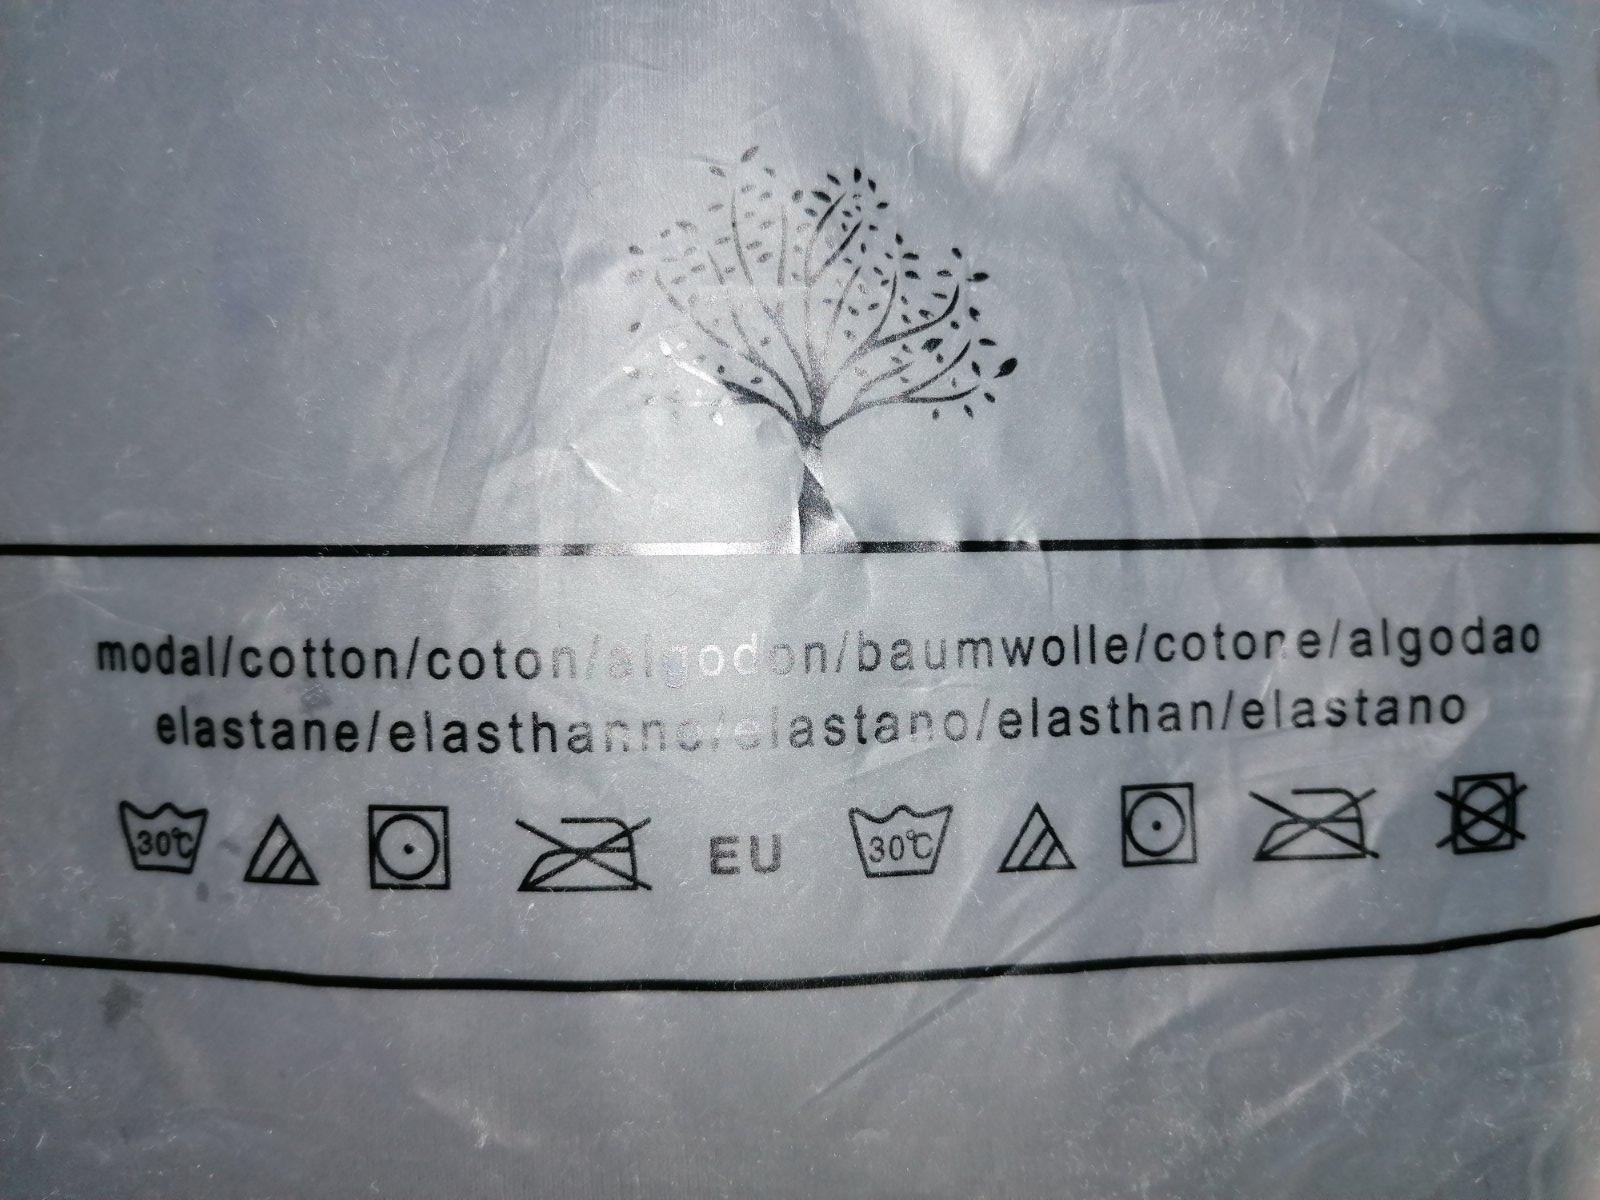 modal/cotton/coton/algodon/baumwolle/cotone/algodao
elastane/elasthanne/elastano/elasthan/elastano
30℃ EU 30℃